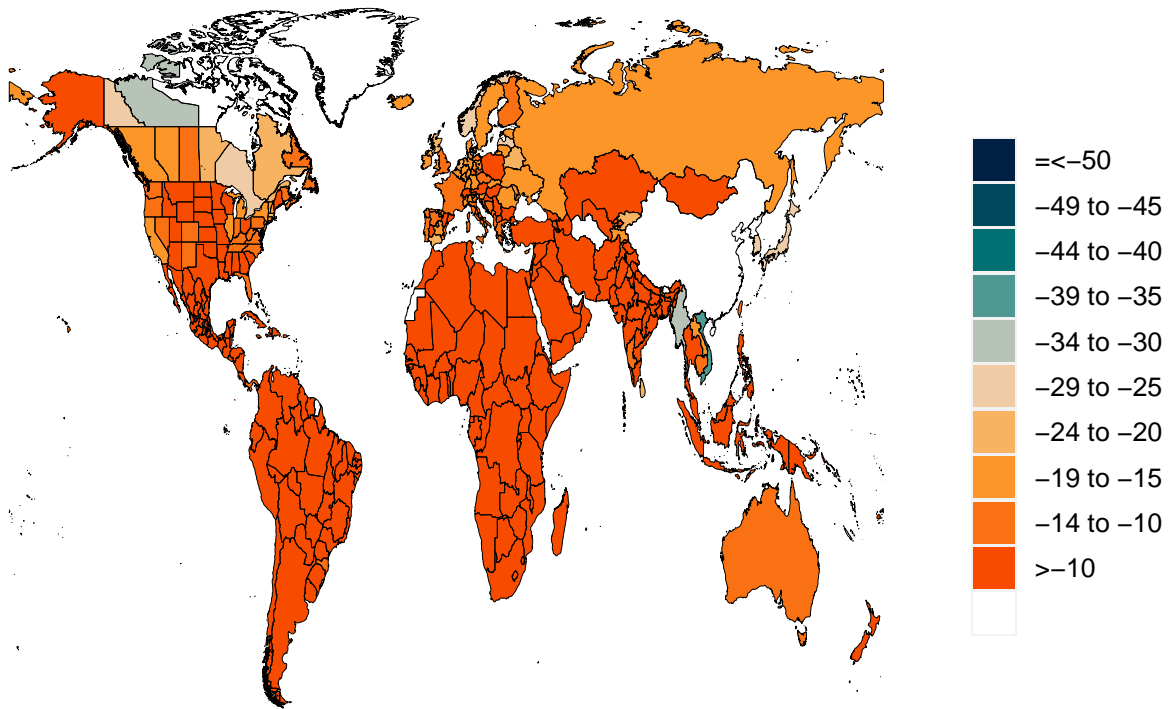 =<−50
−49 to −45
−44 to −40
−39 to −35
−34 to −30
−29 to −25
−24 to −20
−19 to −15
−14 to −10
>−10